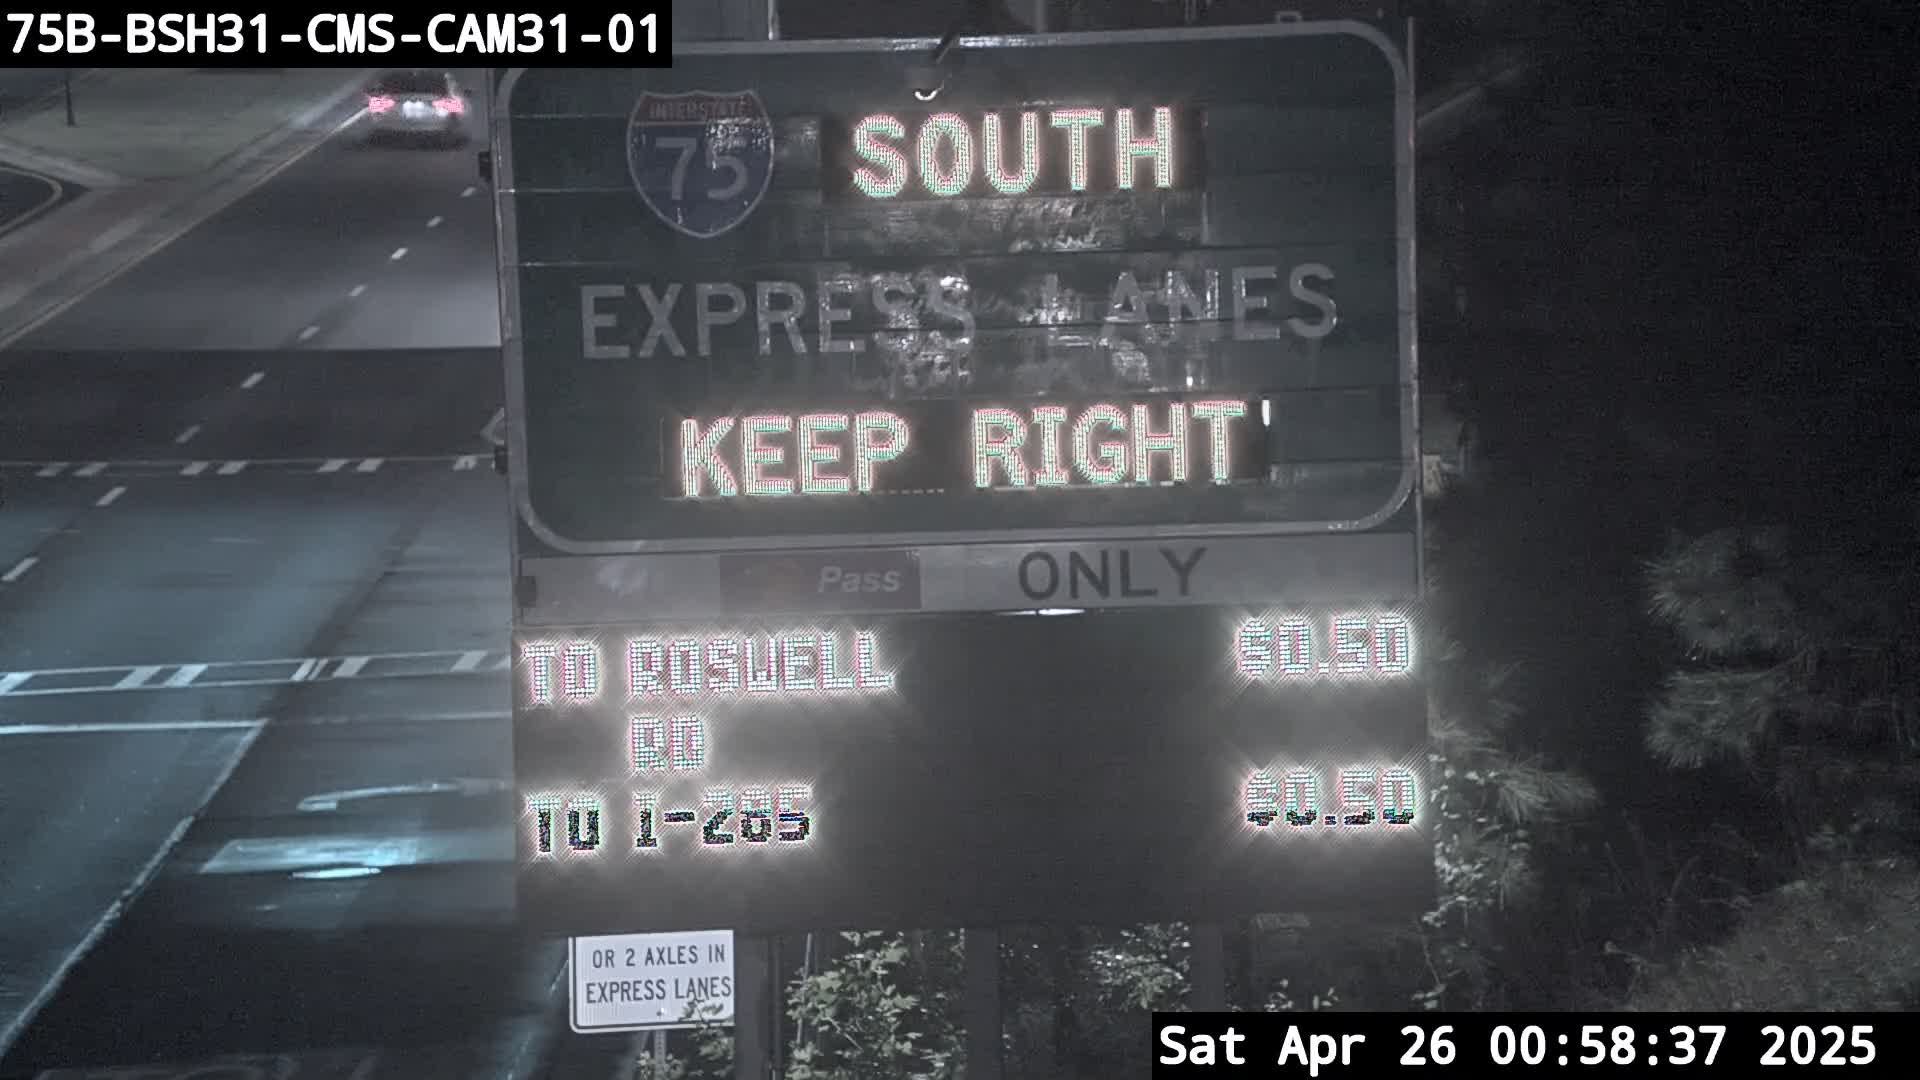 75B-BSH31-CMS-CAM31-01
INTERSTATE
75
SOUTH
EXPRESS LANES
KEEP RIGHT
Pass ONLY
TO ROSWELL $0.50
RD
TO I-285 $0.50
OR 2 AXLES IN
EXPRESS LANES
Sat Apr 26 00:58:37 2025